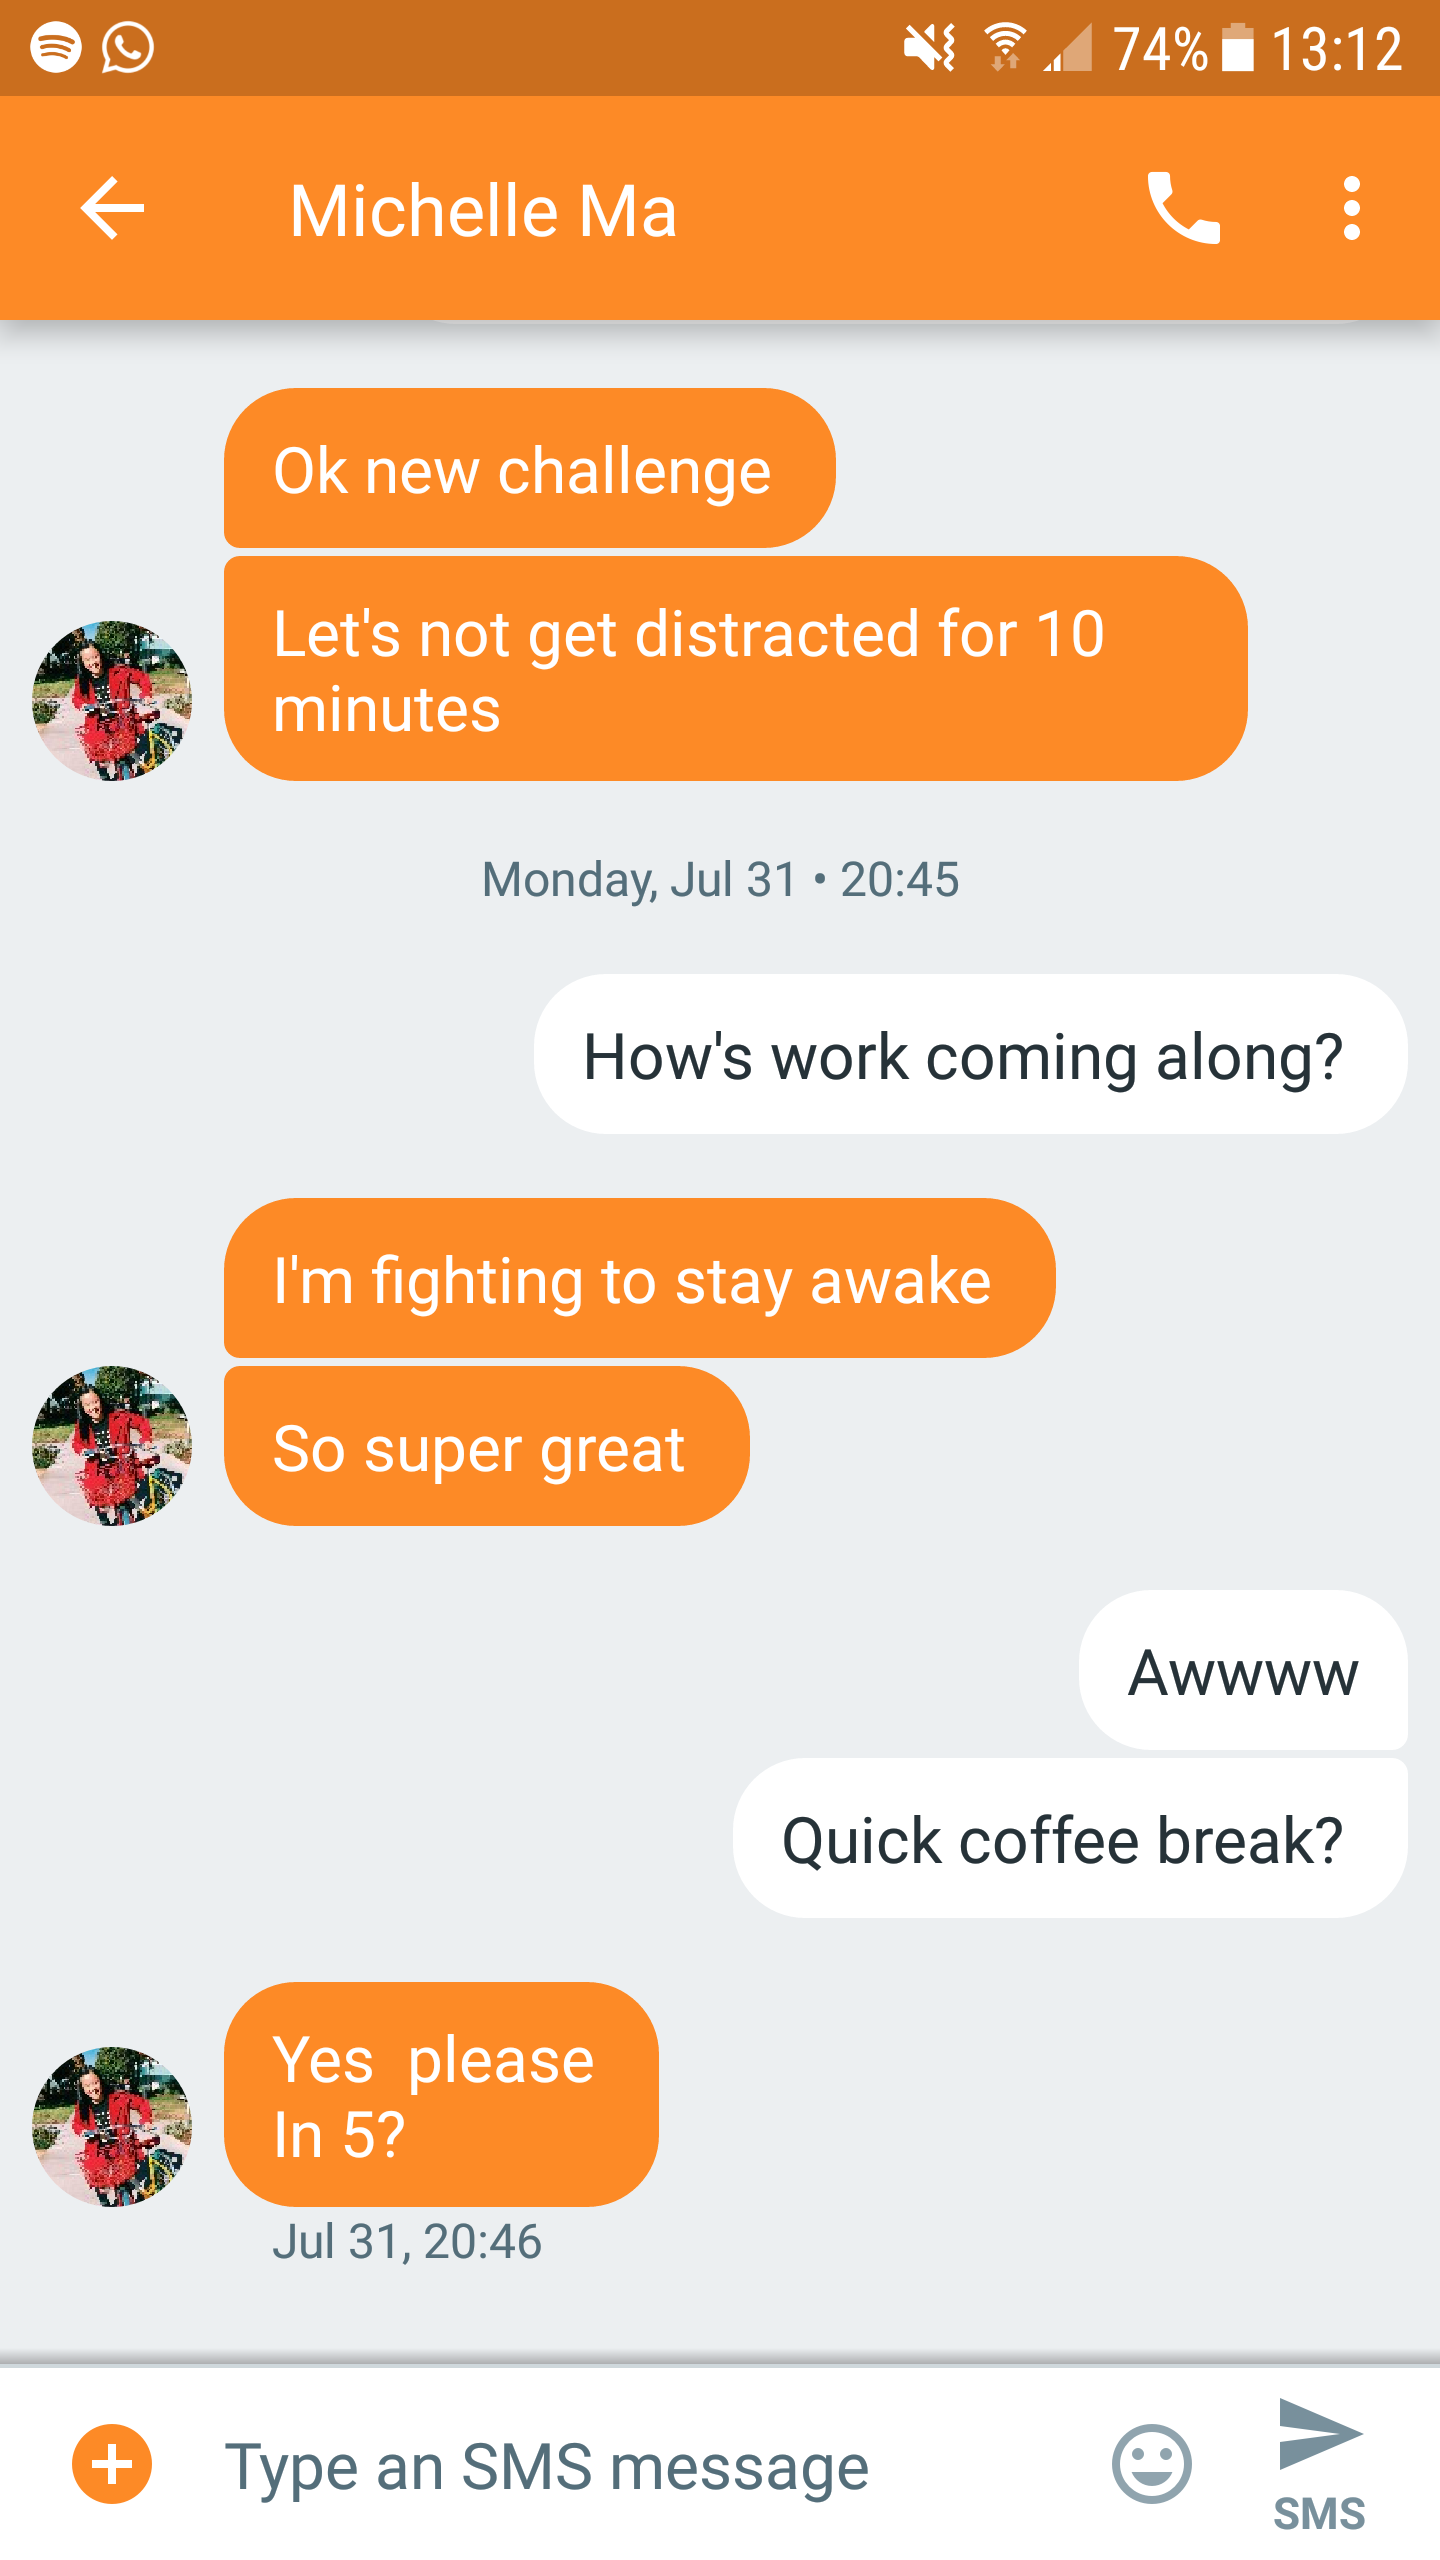 74% 13:12
Michelle Ma
Ok new challenge
Let's not get distracted for 10
minutes
Monday, Jul 31 • 20:45
How's work coming along?
I'm fighting to stay awake
So super great
Awwww
Quick coffee break?
Yes  please
In 5?
Jul 31, 20:46
Type an SMS message
SMS